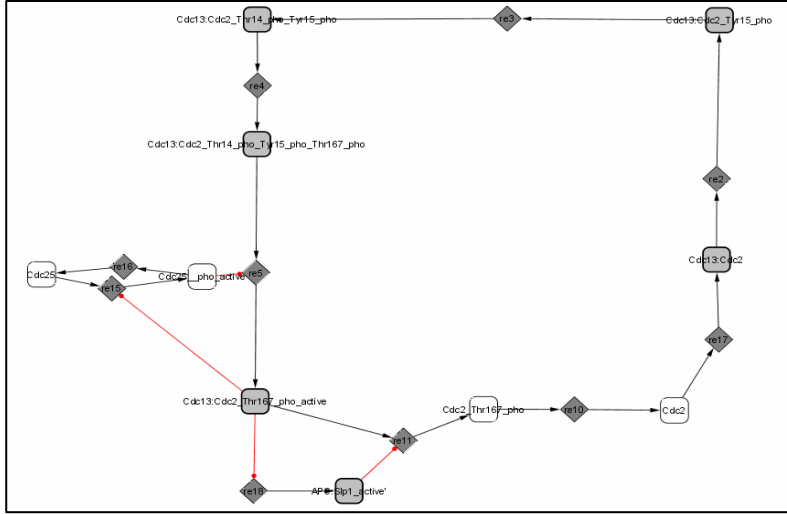 Cdc13:Cdc2_Thr14_pho_Tyr15_pho
re3
Cdc13:Cdc2_Tyr15_pho
re4
Cdc13:Cdc2_Thr14_pho_Tyr15_pho_Thr167_pho
re2
Cdc13:Cdc2
re16
Cdc25
Cdc25__pho_active
re5
re15
re17
Cdc13:Cdc2_Thr167_pho_active
Cdc2_Thr167_pho
re10
Cdc2
re11
re18
APC:Slp1_active'